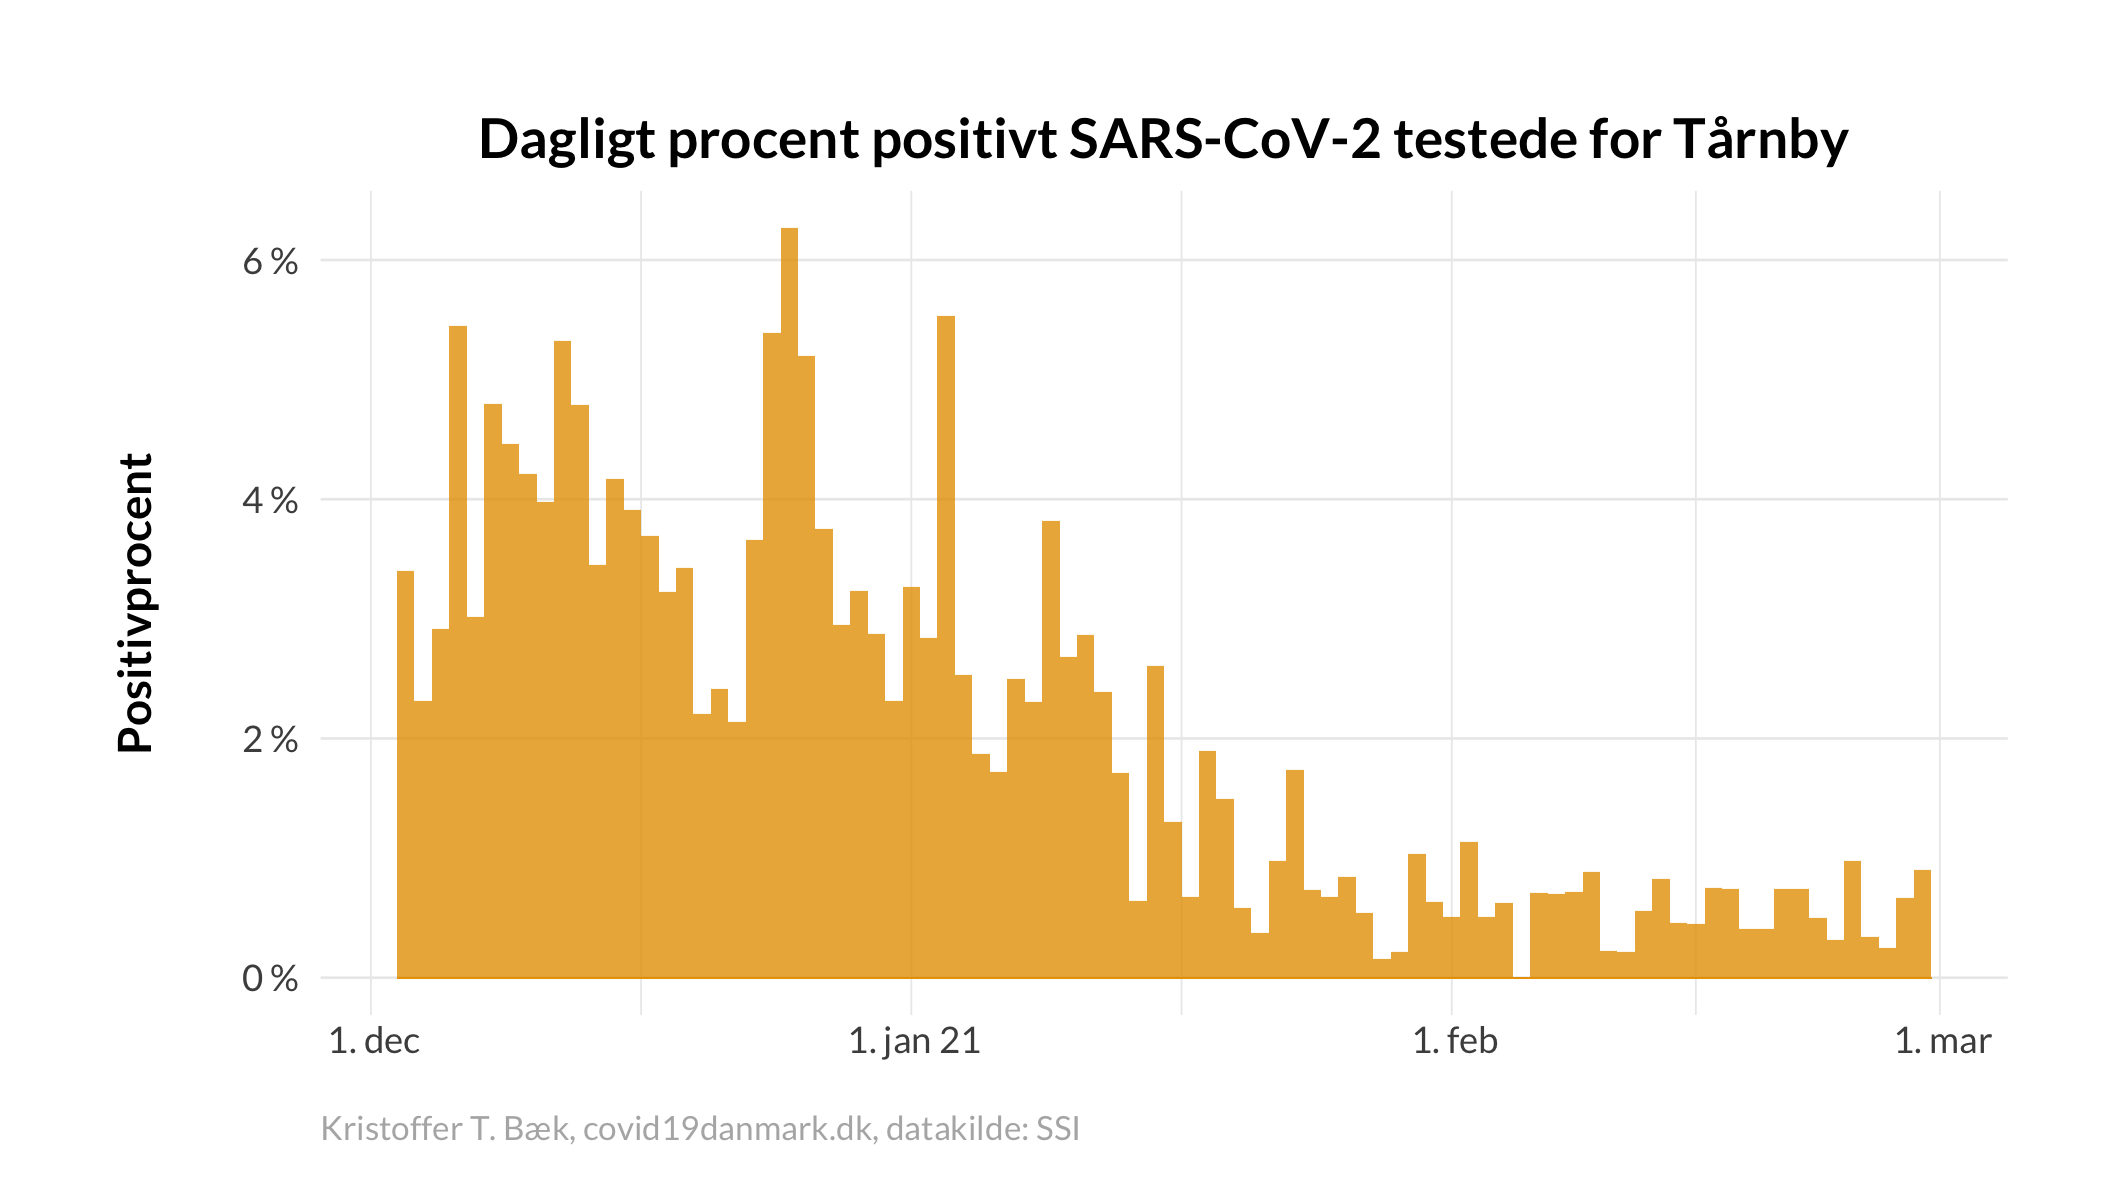 Dagligt procent positivt SARS-CoV-2 testede for Tårnby
Positivprocent
6 %
4 %
2 %
0 %
1. dec
1. jan 21
1. feb
1. mar
Kristoffer T. Bæk, covid19danmark.dk, datakilde: SSI